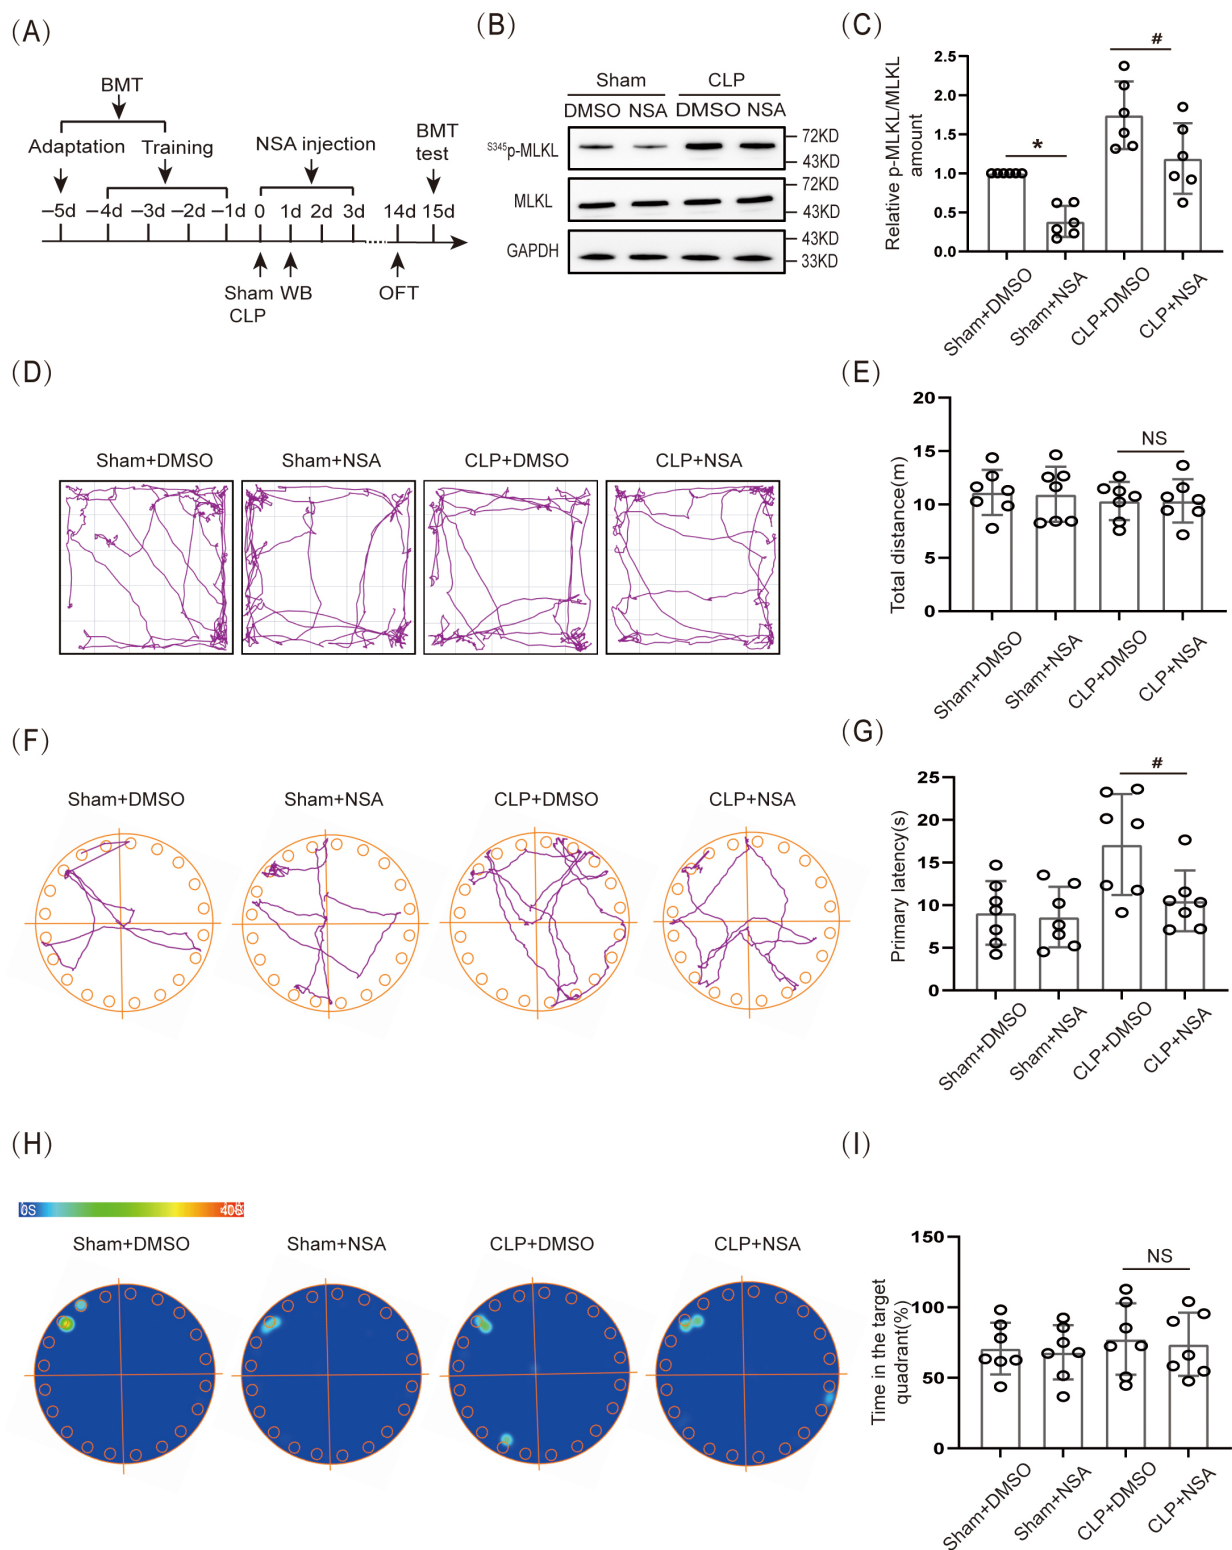 (A)
BMT
Adaptation
Training
NSA injection
BMT
test
–5d –4d –3d –2d –1d 0 1d 2d 3d 14d 15d
Sham
CLP
WB
OFT
(B)
Sham CLP
DMSO NSA DMSO NSA
S345p-MLKL
72KD
43KD
MLKL
72KD
43KD
GAPDH
43KD
33KD
(C)
Relative p-MLKL/MLKL
amount
2.5
2.0
1.5
1.0
0.5
0.0
*
#
Sham+DMSO
Sham+NSA
CLP+DMSO
CLP+NSA
(D)
Sham+DMSO Sham+NSA CLP+DMSO CLP+NSA
(E)
Total distance(m)
20
15
10
5
0
NS
Sham+DMSO
Sham+NSA
CLP+DMSO
CLP+NSA
(F)
Sham+DMSO Sham+NSA CLP+DMSO CLP+NSA
(G)
Primary latency(s)
25
20
15
10
5
0
#
Sham+DMSO
Sham+NSA
CLP+DMSO
CLP+NSA
(H)
0S
Sham+DMSO Sham+NSA CLP+DMSO CLP+NSA
(I)
Time in the target
quadrant(%)
150
100
50
0
NS
Sham+DMSO
Sham+NSA
CLP+DMSO
CLP+NSA